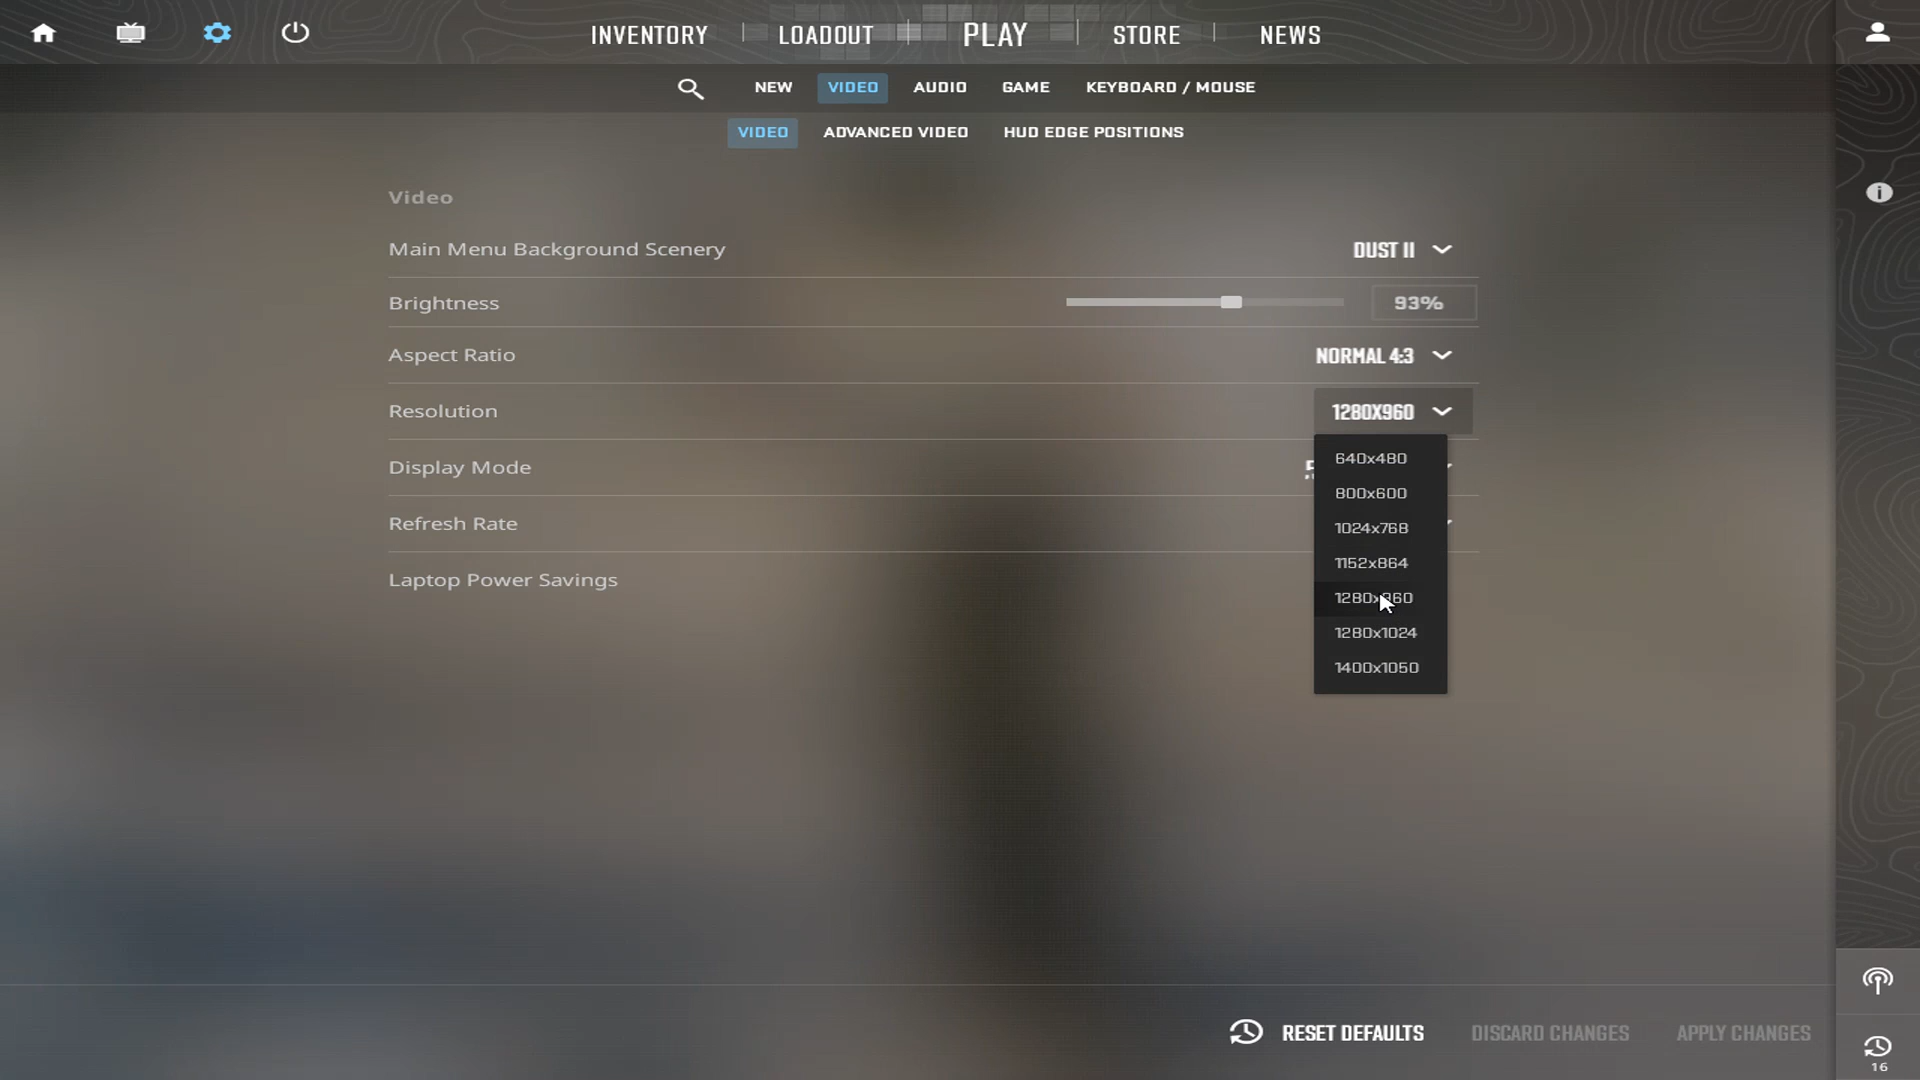 INVENTORY LOADOUT PLAY STORE NEWS
NEW VIDEO AUDIO GAME KEYBOARD / MOUSE
VIDEO ADVANCED VIDEO HUD EDGE POSITIONS
Video
Main Menu Background Scenery DUST II
Brightness 93%
Aspect Ratio NORMAL 4:3
Resolution 1280X960
640x480
Display Mode
800x600
Refresh Rate
1024x768
1152x864
Laptop Power Savings
1280x960
1280x1024
1400x1050
RESET DEFAULTS DISCARD CHANGES APPLY CHANGES
16